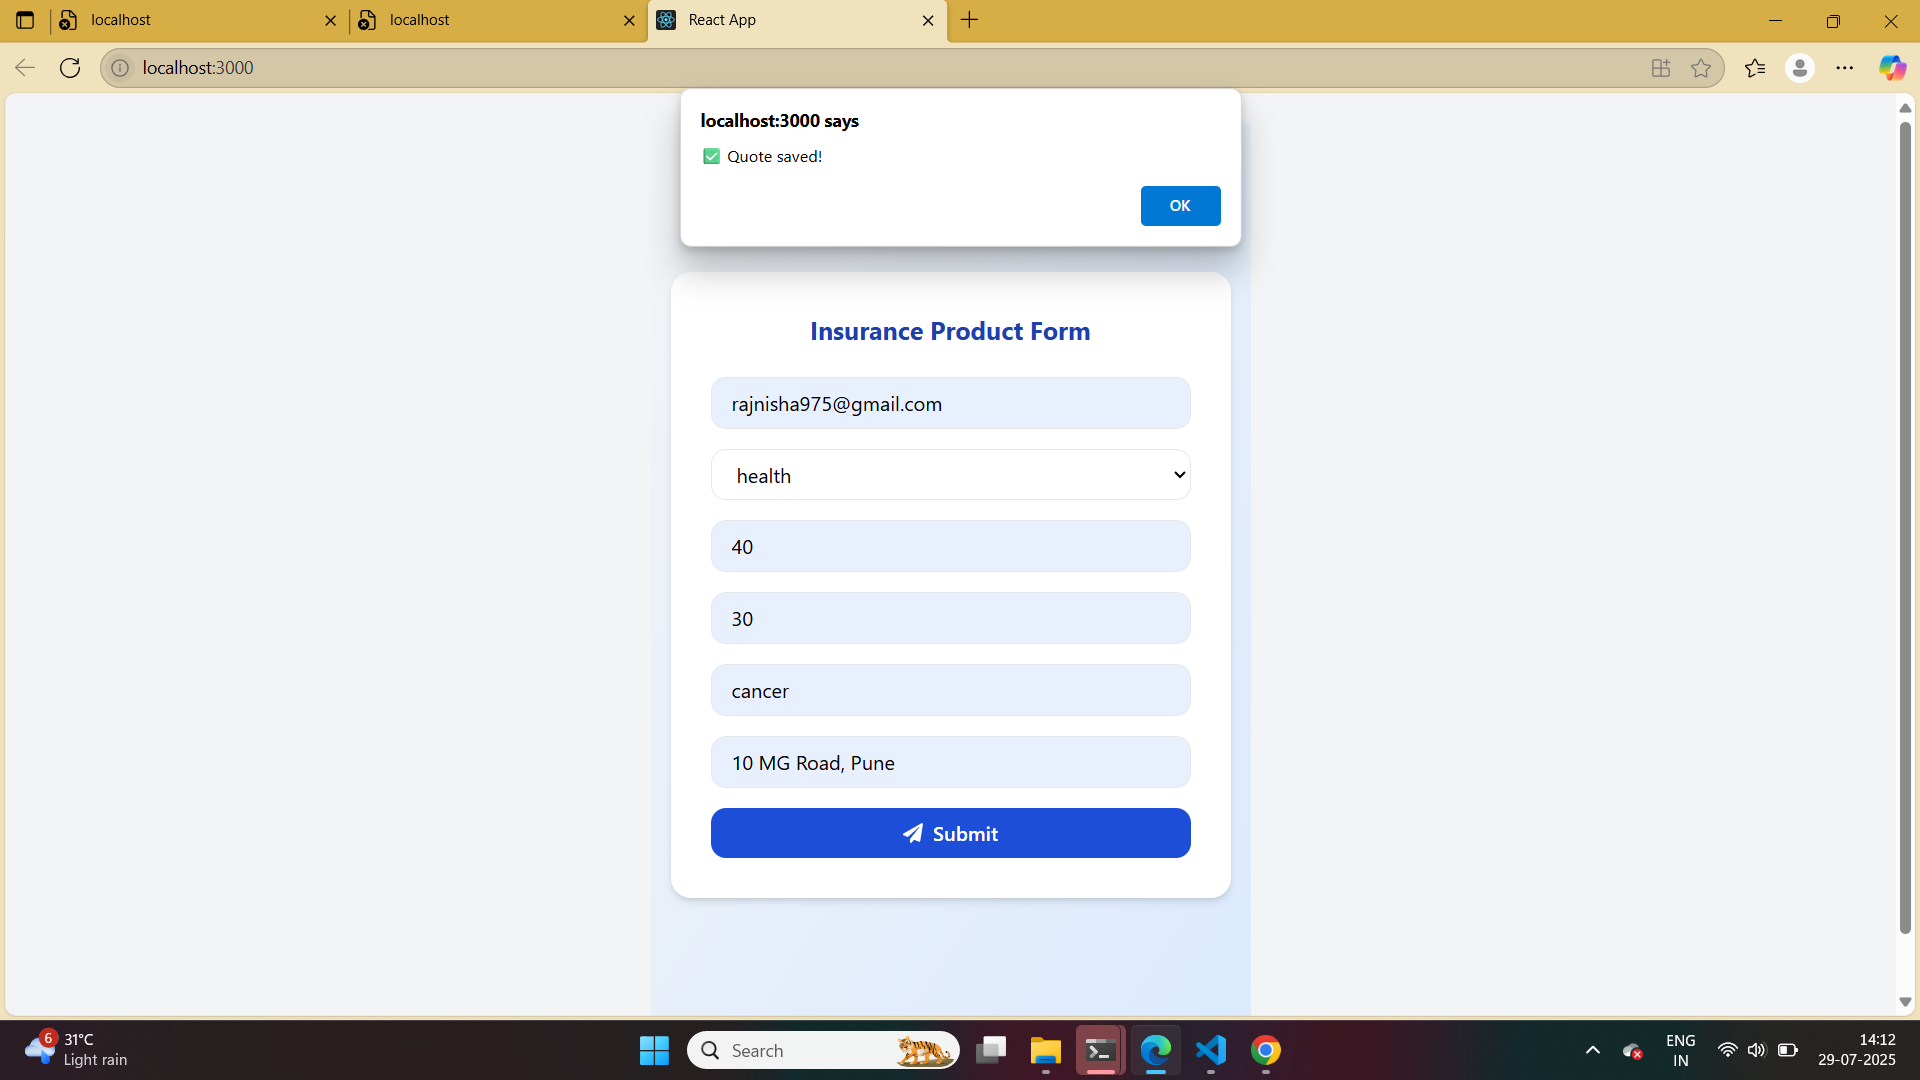 localhost
localhost
React App
localhost:3000
localhost:3000 says
✅ Quote saved!
OK
Insurance Product Form
rajnisha975@gmail.com
health
40
30
cancer
10 MG Road, Pune
Submit
6
31°C
Light rain
Search
ENG
IN
14:12
29-07-2025